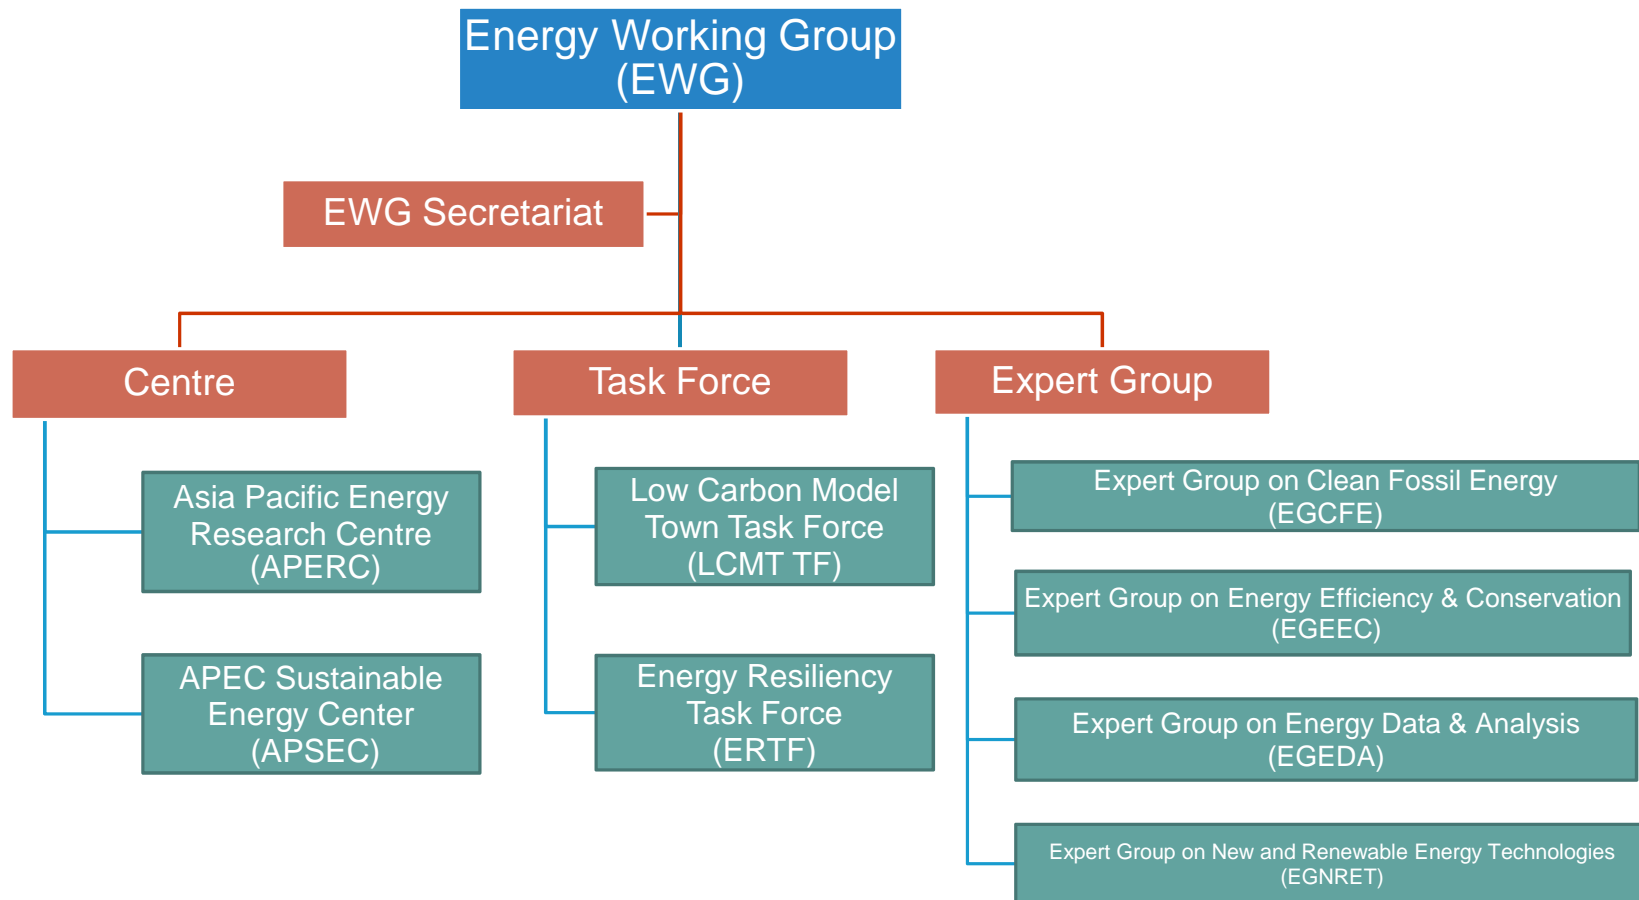 Energy Working Group
(EWG)
EWG Secretariat
Centre
Task Force
Expert Group
Asia Pacific Energy
Research Centre
(APERC)
APEC Sustainable
Energy Center
(APSEC)
Low Carbon Model
Town Task Force
(LCMT TF)
Energy Resiliency
Task Force
(ERTF)
Expert Group on Clean Fossil Energy
(EGCFE)
Expert Group on Energy Efficiency & Conservation
(EGEEC)
Expert Group on Energy Data & Analysis
(EGEDA)
Expert Group on New and Renewable Energy Technologies
(EGNRET)